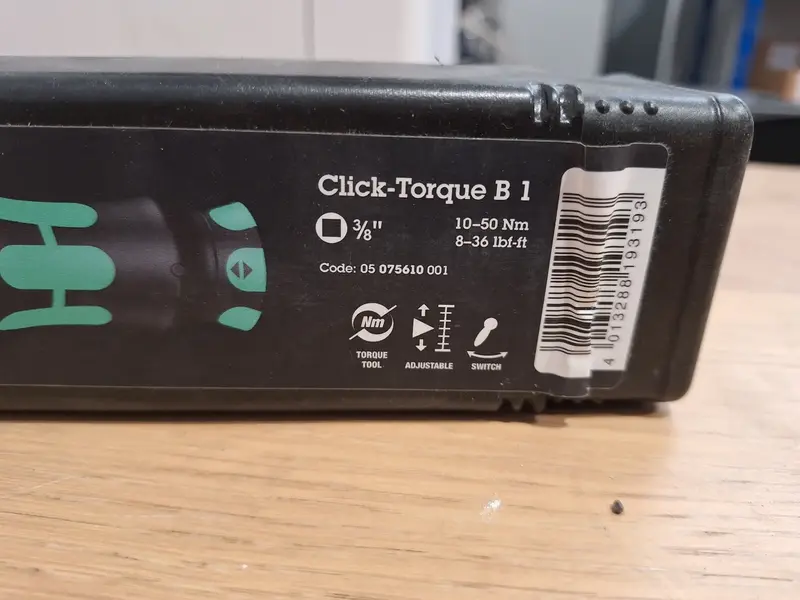 Click-Torque B 1
3/8"
10–50 Nm
8–36 lbf-ft
Code: 05 075610 001
Nm
TORQUE
TOOL
ADJUSTABLE
SWITCH
4 013288 193193